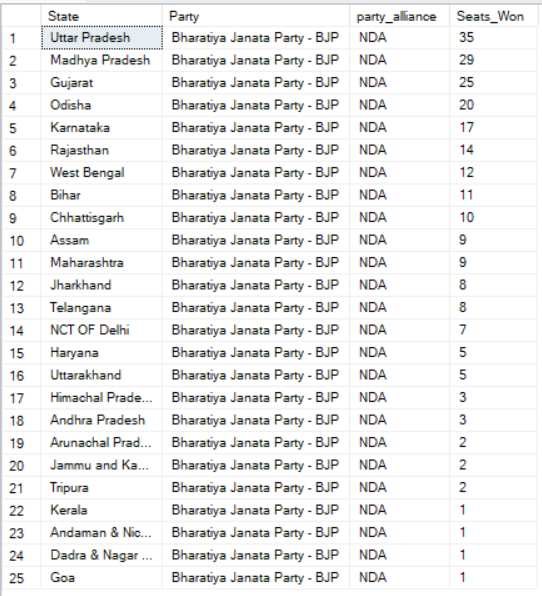 State Party party_alliance Seats_Won
1 Uttar Pradesh Bharatiya Janata Party - BJP NDA 35
2 Madhya Pradesh Bharatiya Janata Party - BJP NDA 29
3 Gujarat Bharatiya Janata Party - BJP NDA 25
4 Odisha Bharatiya Janata Party - BJP NDA 20
5 Karnataka Bharatiya Janata Party - BJP NDA 17
6 Rajasthan Bharatiya Janata Party - BJP NDA 14
7 West Bengal Bharatiya Janata Party - BJP NDA 12
8 Bihar Bharatiya Janata Party - BJP NDA 11
9 Chhattisgarh Bharatiya Janata Party - BJP NDA 10
10 Assam Bharatiya Janata Party - BJP NDA 9
11 Maharashtra Bharatiya Janata Party - BJP NDA 9
12 Jharkhand Bharatiya Janata Party - BJP NDA 8
13 Telangana Bharatiya Janata Party - BJP NDA 8
14 NCT OF Delhi Bharatiya Janata Party - BJP NDA 7
15 Haryana Bharatiya Janata Party - BJP NDA 5
16 Uttarakhand Bharatiya Janata Party - BJP NDA 5
17 Himachal Prade... Bharatiya Janata Party - BJP NDA 3
18 Andhra Pradesh Bharatiya Janata Party - BJP NDA 3
19 Arunachal Prad... Bharatiya Janata Party - BJP NDA 2
20 Jammu and Ka... Bharatiya Janata Party - BJP NDA 2
21 Tripura Bharatiya Janata Party - BJP NDA 2
22 Kerala Bharatiya Janata Party - BJP NDA 1
23 Andaman & Nic... Bharatiya Janata Party - BJP NDA 1
24 Dadra & Nagar ... Bharatiya Janata Party - BJP NDA 1
25 Goa Bharatiya Janata Party - BJP NDA 1